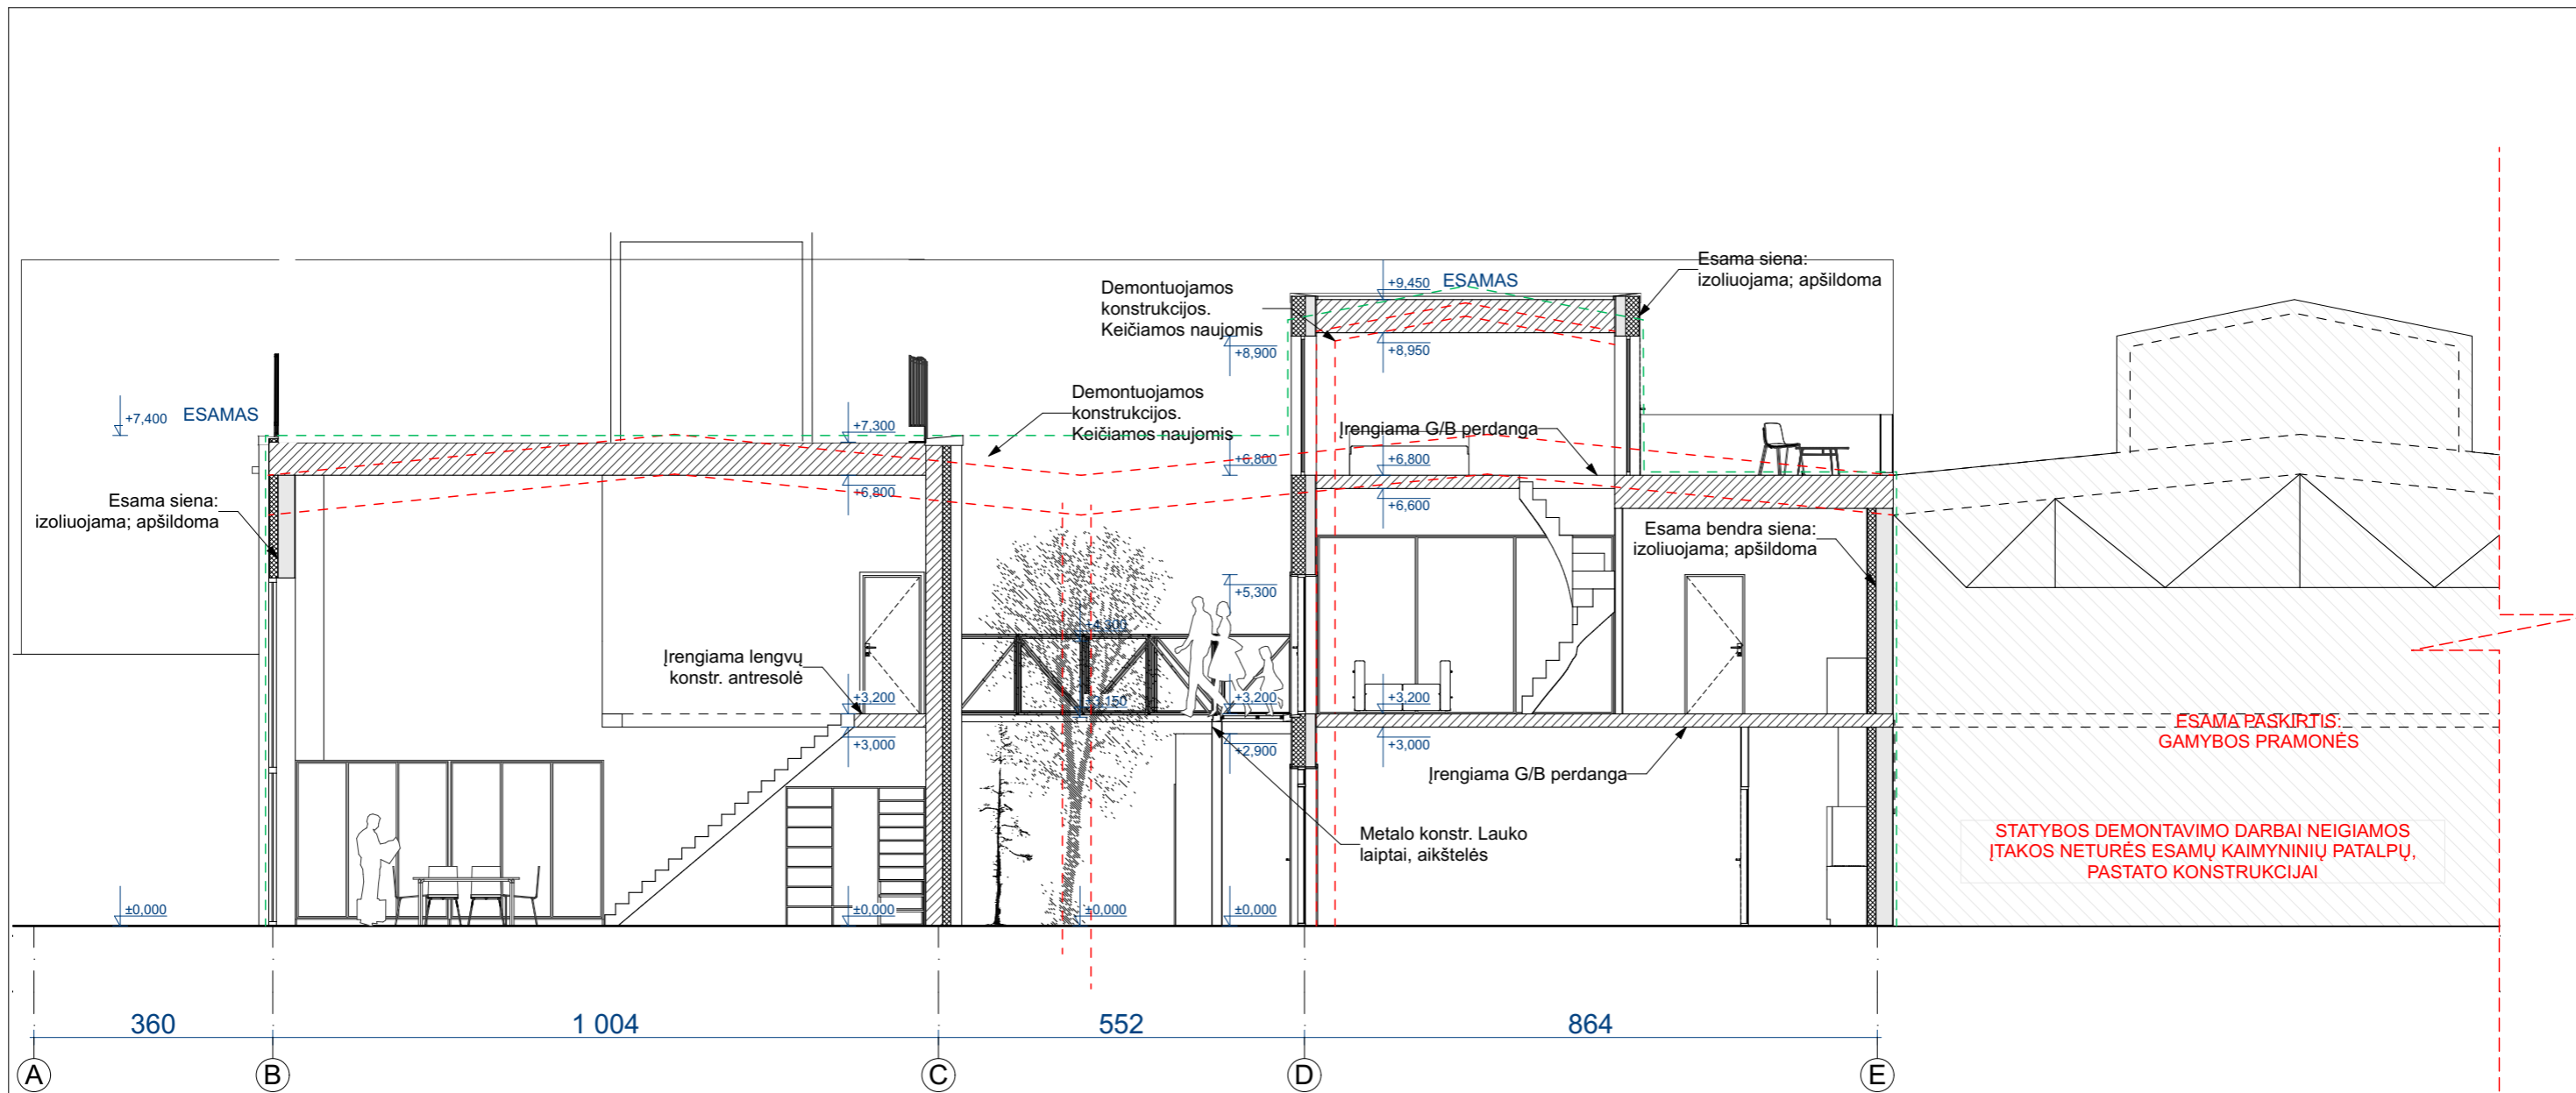 Esama siena:
izoliuojama; apšildoma
+9,450 ESAMAS
Demontuojamos
konstrukcijos.
Keičiamos naujomis
+8,900
+8,950
Demontuojamos
konstrukcijos.
Keičiamos naujomis
+7,400 ESAMAS
+7,300
Įrengiama G/B perdanga
+6,800
+6,800
+6,800
+6,600
Esama siena:
izoliuojama; apšildoma
Esama bendra siena:
izoliuojama; apšildoma
+5,300
Įrengiama lengvų
konstr. antresolė
+3,200
+3,150
+3,200
+3,200
+3,000
+2,900
+3,000
ESAMA PASKIRTIS:
GAMYBOS PRAMONĖS
Įrengiama G/B perdanga
Metalo konstr. Lauko
laiptai, aikštelės
STATYBOS DEMONTAVIMO DARBAI NEIGIAMOS
ĮTAKOS NETURĖS ESAMŲ KAIMYNINIŲ PATALPŲ,
PASTATO KONSTRUKCIJAI
±0,000
±0,000
±0,000
±0,000
360
1 004
552
864
A
B
C
D
E